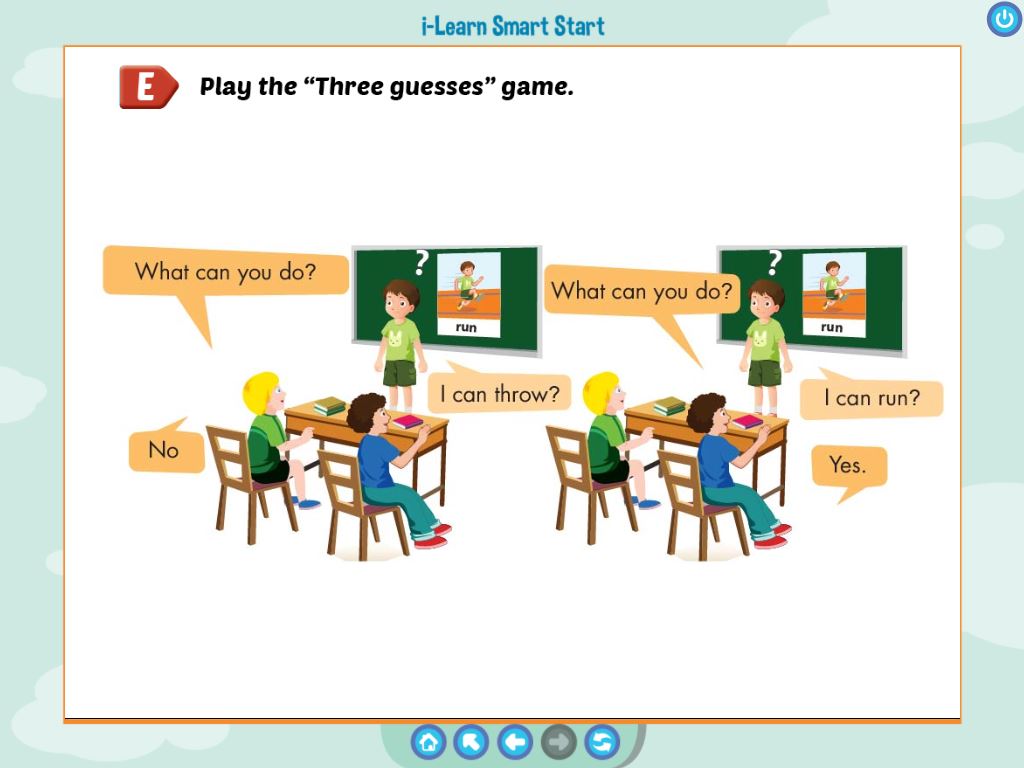 i-Learn Smart Start
E
Play the “Three guesses” game.
What can you do?
?
run
I can throw?
No
What can you do?
?
run
I can run?
Yes.